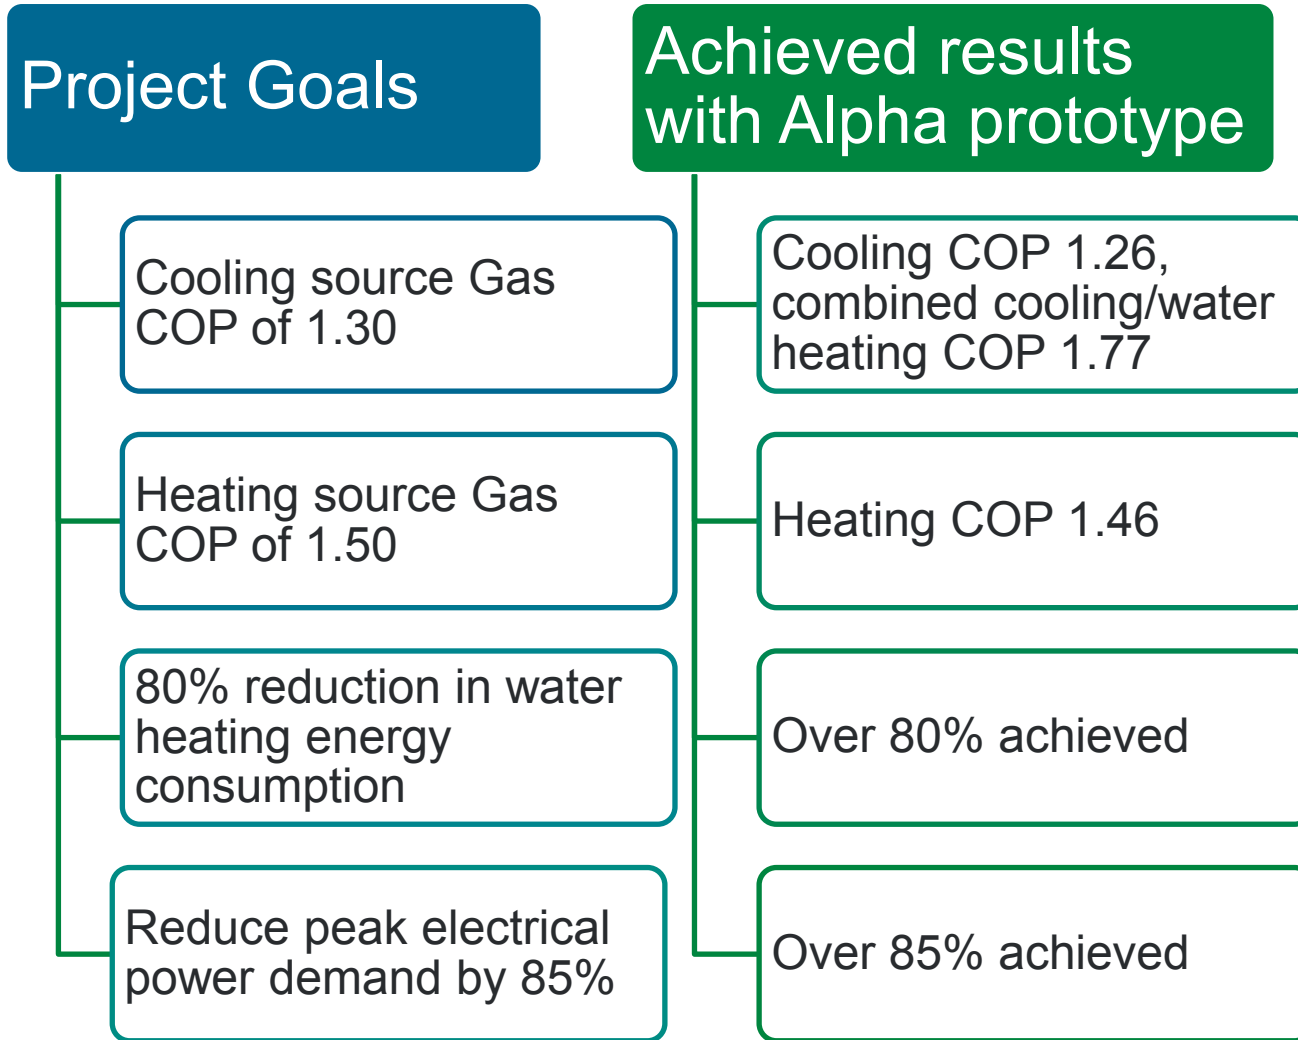 Project Goals
Cooling source Gas
COP of 1.30
Heating source Gas
COP of 1.50
80% reduction in water
heating energy
consumption
Reduce peak electrical
power demand by 85%
Achieved results
with Alpha prototype
Cooling COP 1.26,
combined cooling/water
heating COP 1.77
Heating COP 1.46
Over 80% achieved
Over 85% achieved